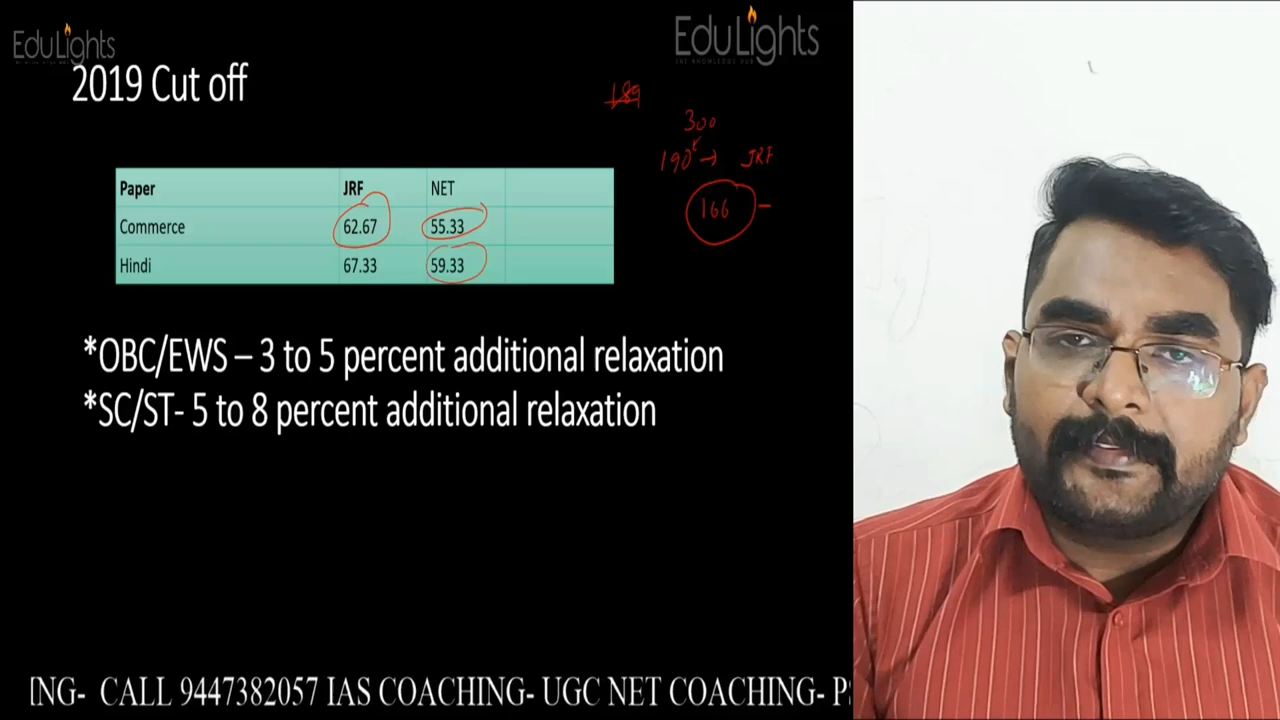 EduLights
EduLights
2019 Cut off
189
300
190 → JRF
166 -
Paper JRF NET
Commerce 62.67 55.33
Hindi 67.33 59.33
*OBC/EWS – 3 to 5 percent additional relaxation
*SC/ST- 5 to 8 percent additional relaxation
NG- CALL 9447382057 IAS COACHING- UGC NET COACHING-